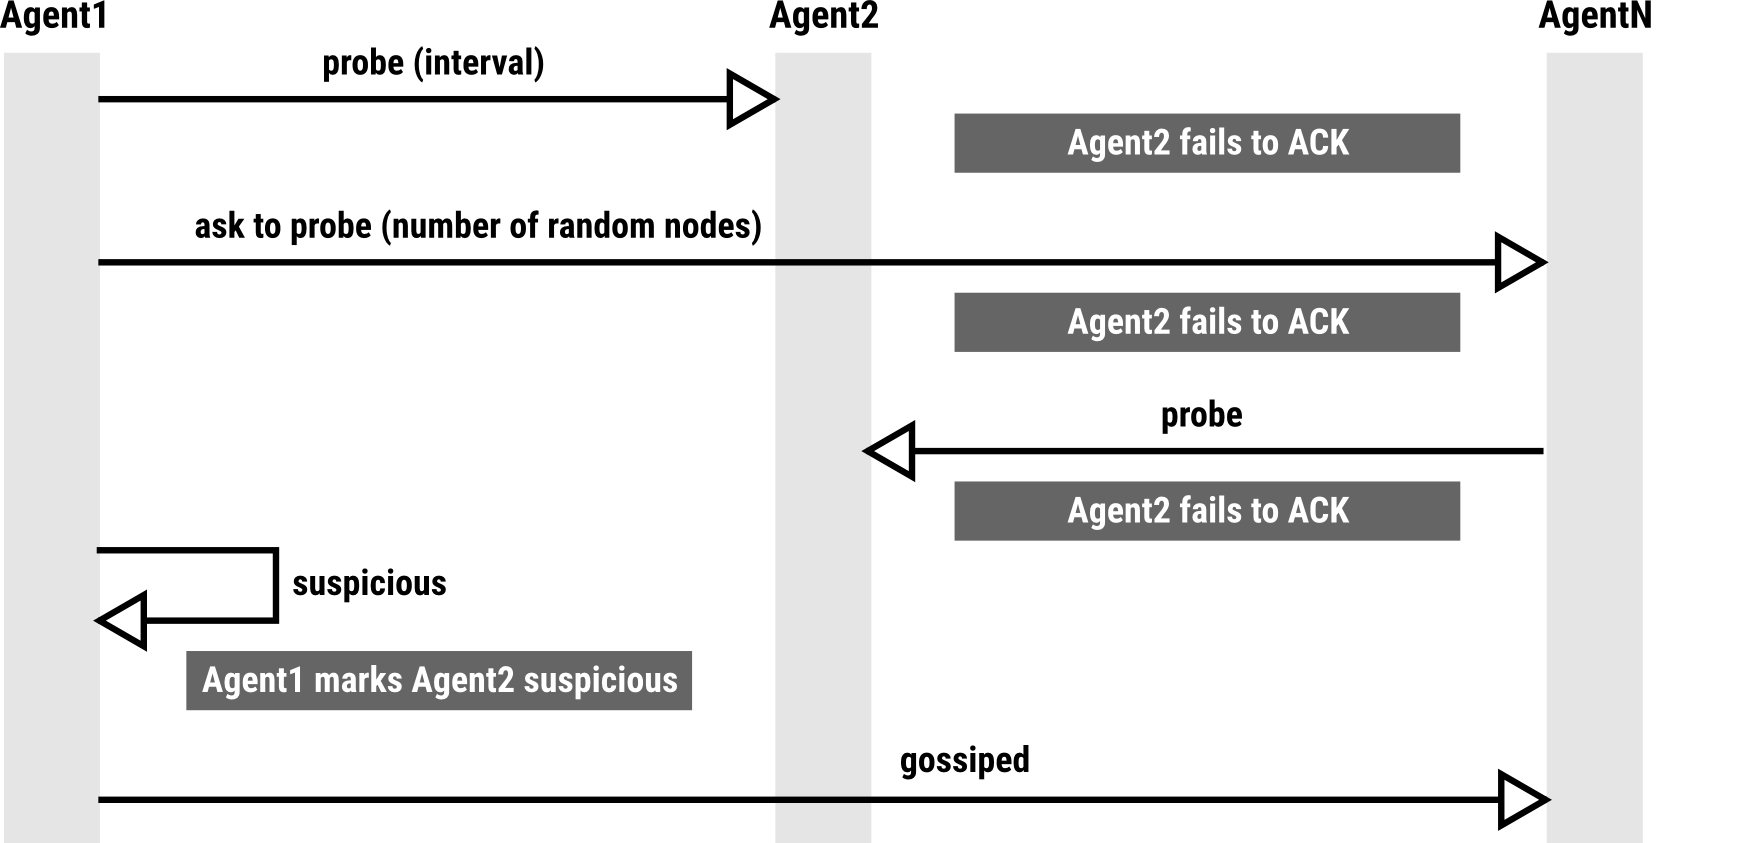 Agent1
Agent2
AgentN
probe (interval)
Agent2 fails to ACK
ask to probe (number of random nodes)
Agent2 fails to ACK
probe
Agent2 fails to ACK
suspicious
Agent1 marks Agent2 suspicious
gossiped